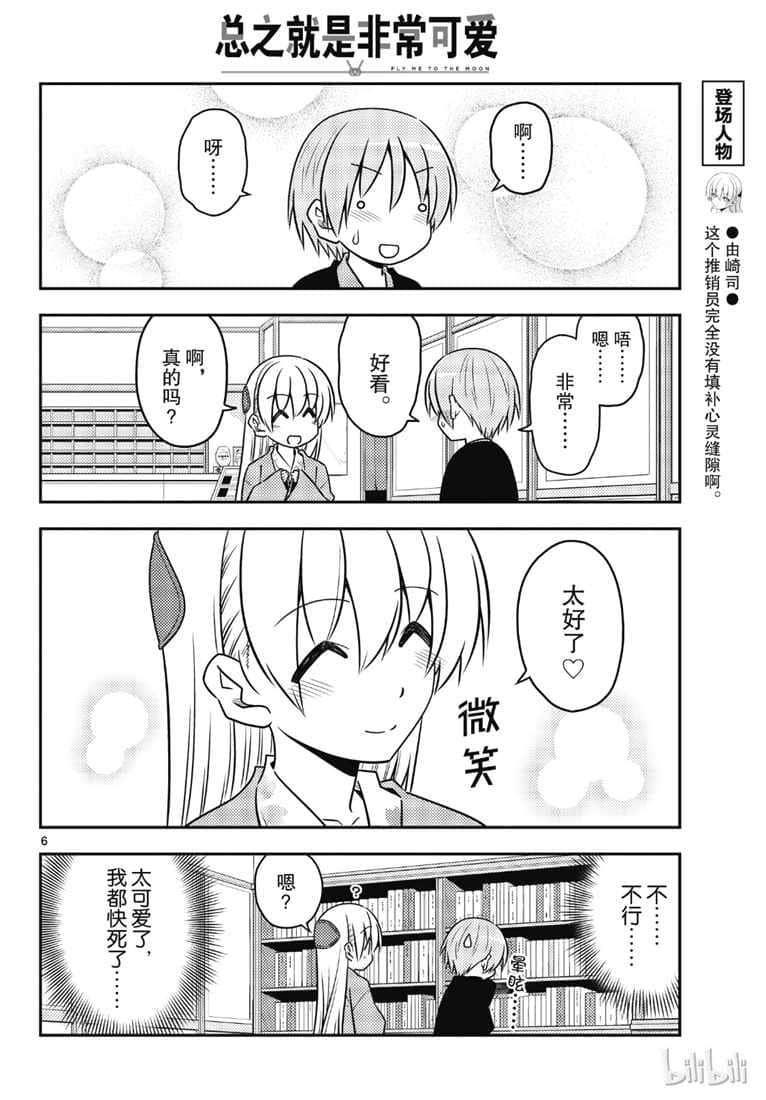 总之就是非常可爱
FLY ME TO THE MOON
登场人物
●由崎司●
这个推销员完全没有填补心灵缝隙啊。
啊……
呀……
唔……
嗯……
非常……
好看。
啊，
真的吗？
太好了♡
微笑
6
不……
不行……
晕眩……
嗯？
?
太可爱了，
我都快死了……
bilibili